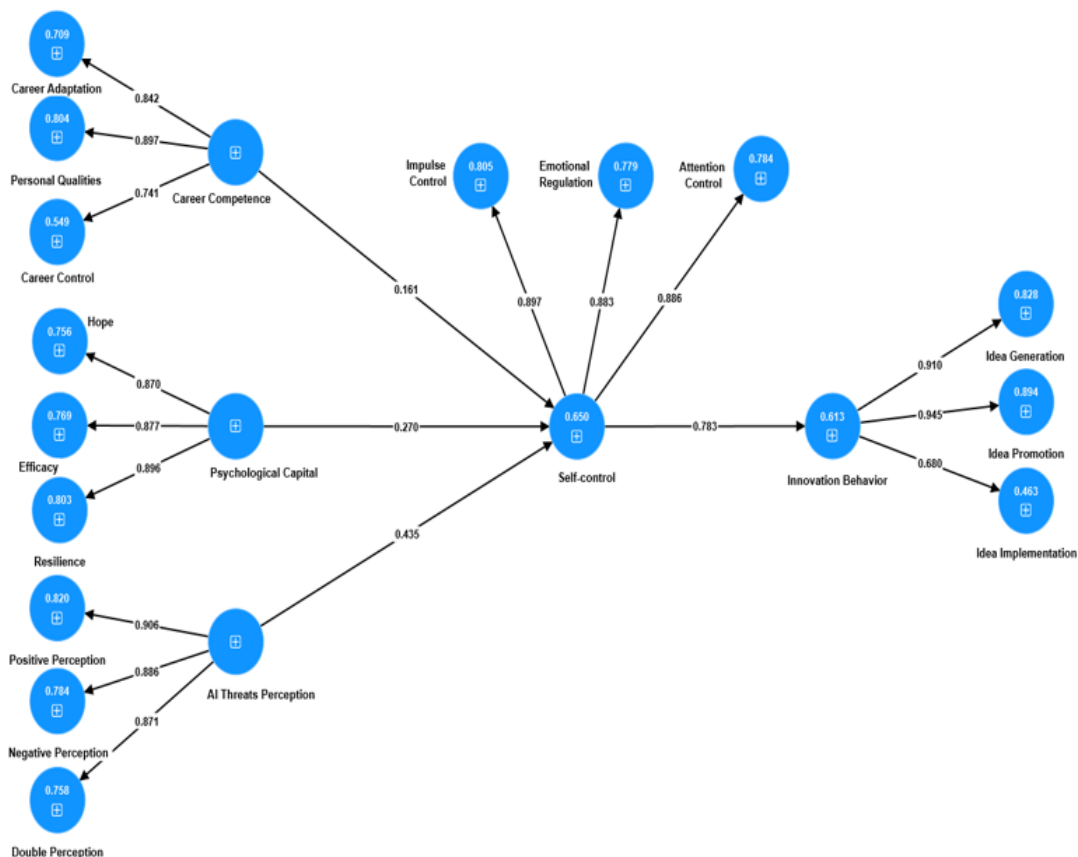 0.709
Career Adaptation
0.842
0.804
0.897
Personal Qualities
0.741
Career Competence
0.549
Career Control
0.161
Impulse
Control
0.805
Emotional
Regulation
0.779
Attention
Control
0.784
0.897
0.883
0.886
Hope
0.756
0.870
0.769
0.877
Efficacy
0.896
Psychological Capital
0.803
Resilience
0.270
0.650
Self-control
0.783
0.613
Innovation Behavior
0.828
Idea Generation
0.910
0.894
0.945
Idea Promotion
0.680
0.463
Idea Implementation
0.435
0.820
0.906
Positive Perception
0.886
AI Threats Perception
0.784
0.871
Negative Perception
0.758
Double Perception